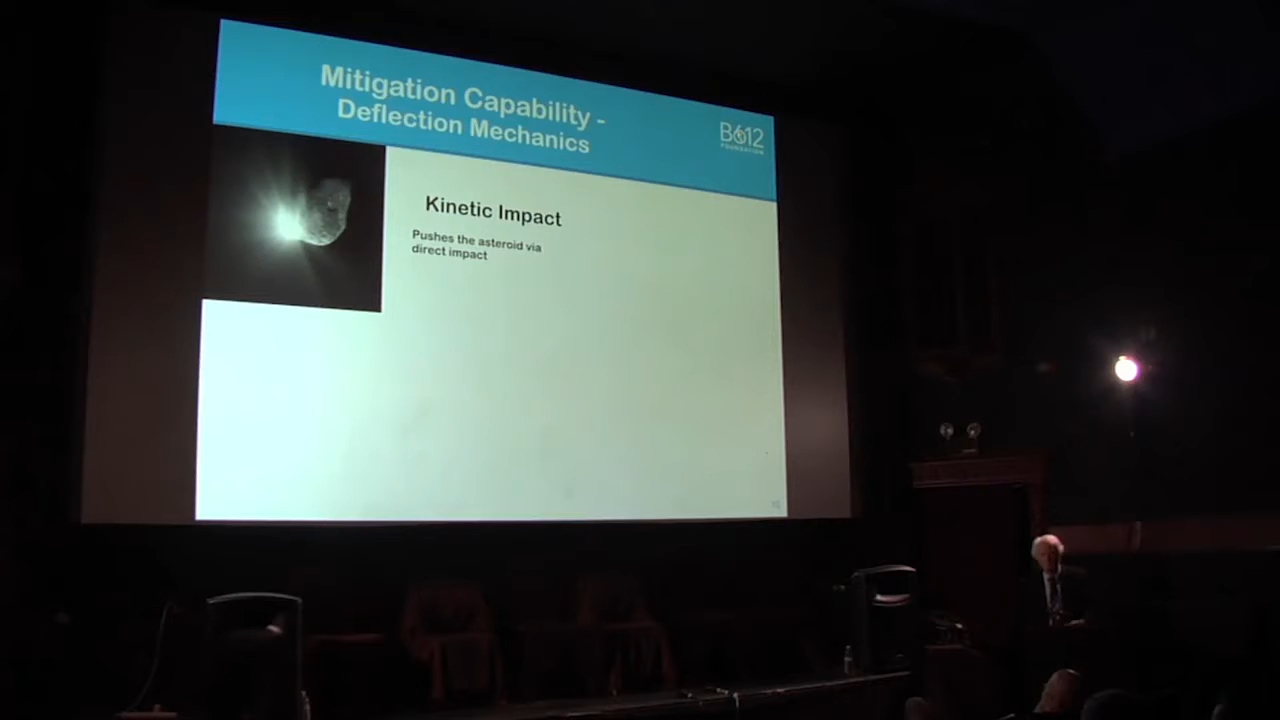 Mitigation Capability -
Deflection Mechanics
B612
FOUNDATION
Kinetic Impact
Pushes the asteroid via
direct impact